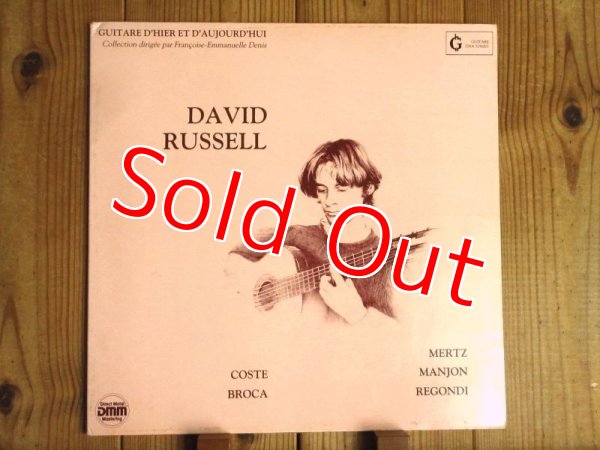 GUITARE D'HIER ET D'AUJOURD'HUI
Collection dirigée par Françoise-Emmanuelle Denis
GUITARE
DAVID
RUSSELL
Sold Out
MERTZ
COSTE MANJON
BROCA REGONDI
Direct Metal
DMM
Mastering